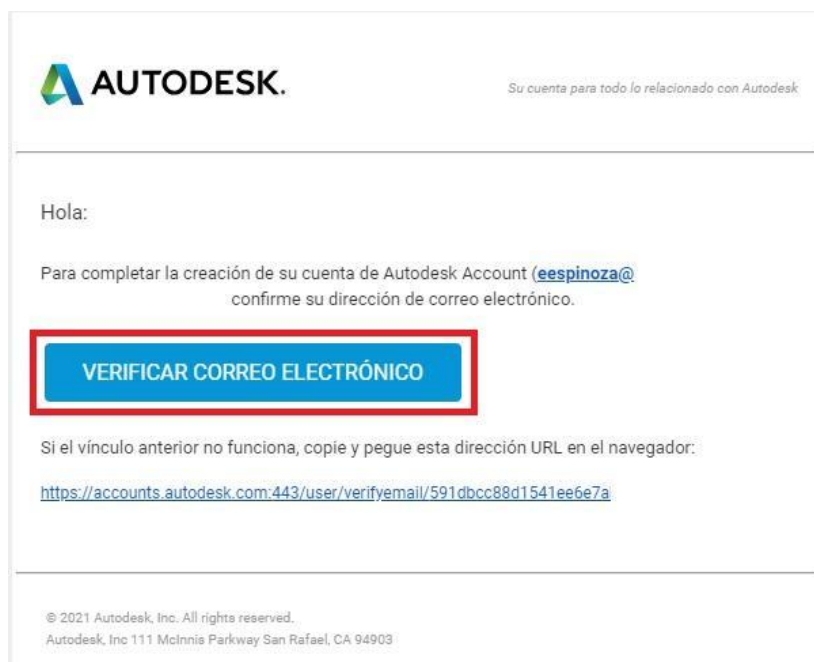 AUTODESK.
Su cuenta para todo lo relacionado con Autodesk
Hola:
Para completar la creación de su cuenta de Autodesk Account (eespinoza@
confirme su dirección de correo electrónico.
VERIFICAR CORREO ELECTRÓNICO
Si el vínculo anterior no funciona, copie y pegue esta dirección URL en el navegador:
https://accounts.autodesk.com:443/user/verifyemail/591dbcc88d1541ee6e7a
© 2021 Autodesk, Inc. All rights reserved.
Autodesk, Inc 111 McInnis Parkway San Rafael, CA 94903